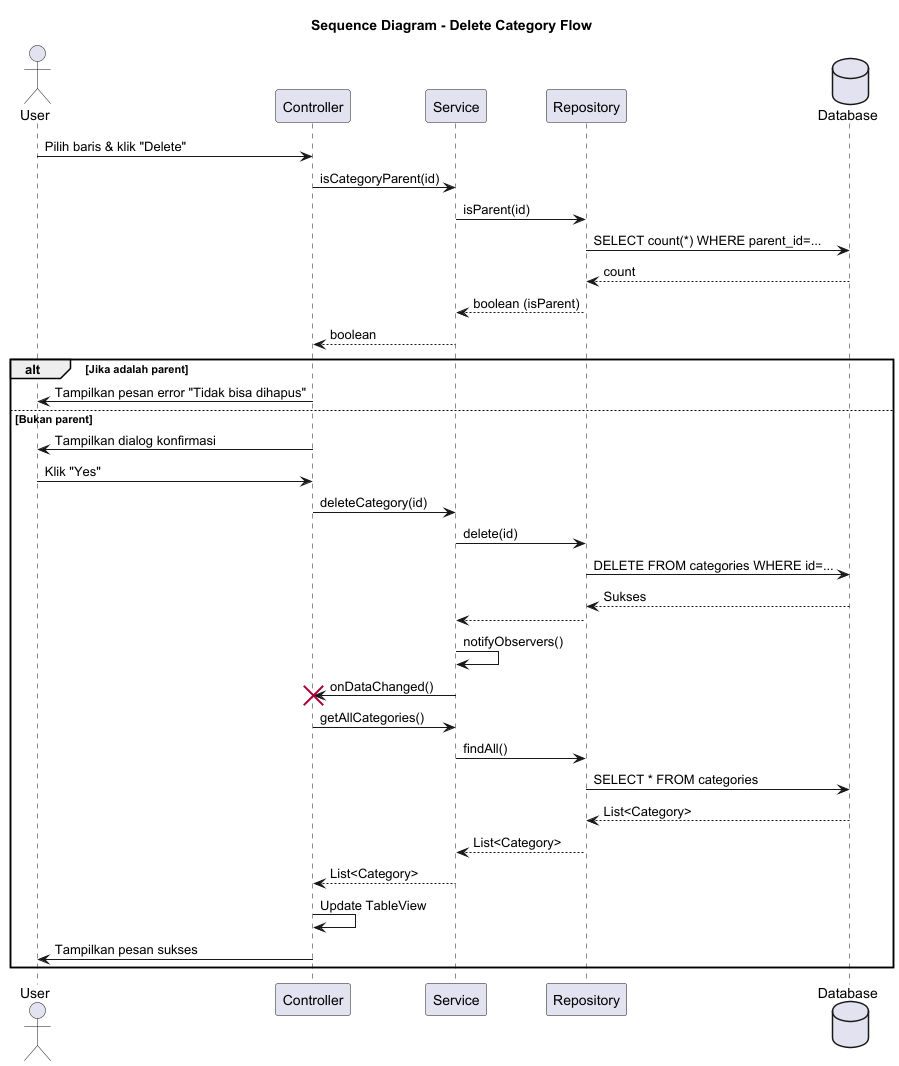 Sequence Diagram - Delete Category Flow
User
Controller
Service
Repository
Database
Pilih baris & klik "Delete"
isCategoryParent(id)
isParent(id)
SELECT count(*) WHERE parent_id=...
count
boolean (isParent)
boolean
alt [Jika adalah parent]
Tampilkan pesan error "Tidak bisa dihapus"
[Bukan parent]
Tampilkan dialog konfirmasi
Klik "Yes"
deleteCategory(id)
delete(id)
DELETE FROM categories WHERE id=...
Sukses
notifyObservers()
onDataChanged()
getAllCategories()
findAll()
SELECT * FROM categories
List<Category>
List<Category>
List<Category>
Update TableView
Tampilkan pesan sukses
User
Controller
Service
Repository
Database